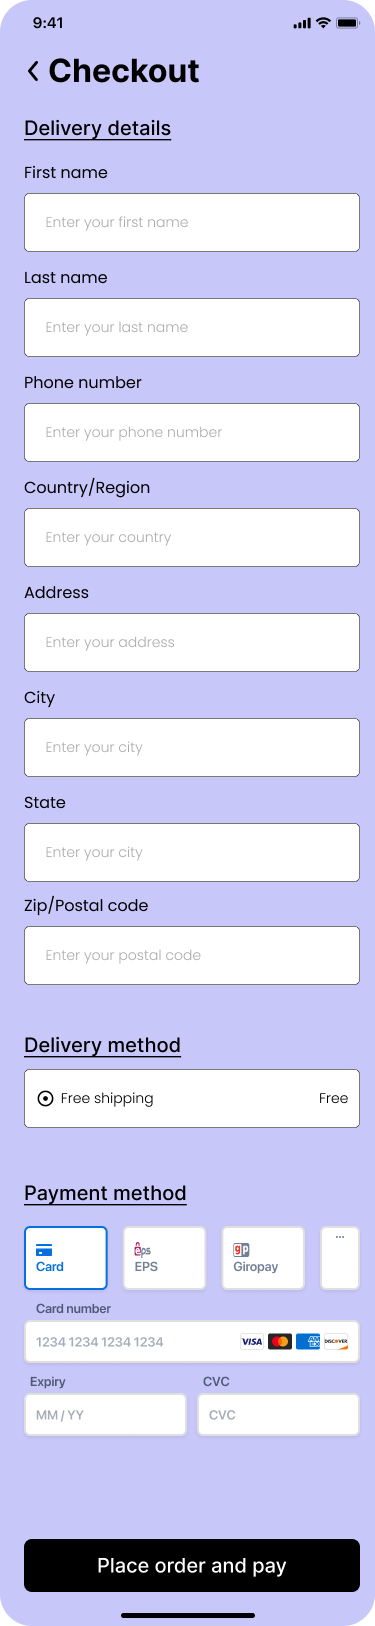 9:41
Checkout
Delivery details
First name
Enter your first name
Last name
Enter your last name
Phone number
Enter your phone number
Country/Region
Enter your country
Address
Enter your address
City
Enter your city
State
Enter your city
Zip/Postal code
Enter your postal code
Delivery method
Free shipping Free
Payment method
eps gp ...
Card EPS Giropay
Card number
1234 1234 1234 1234 VISA AMEX DISCOVER
Expiry CVC
MM / YY CVC
Place order and pay